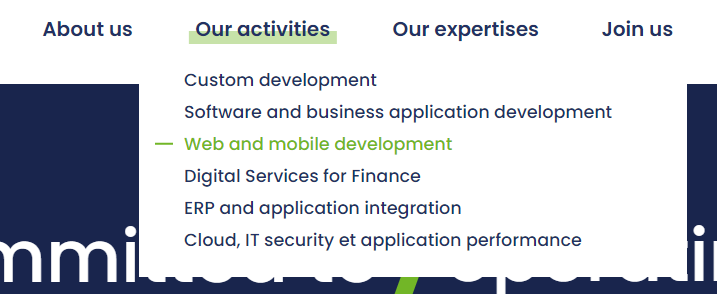 About us
Our activities
Our expertises
Join us
Custom development
Software and business application development
Web and mobile development
Digital Services for Finance
ERP and application integration
Cloud, IT security et application performance